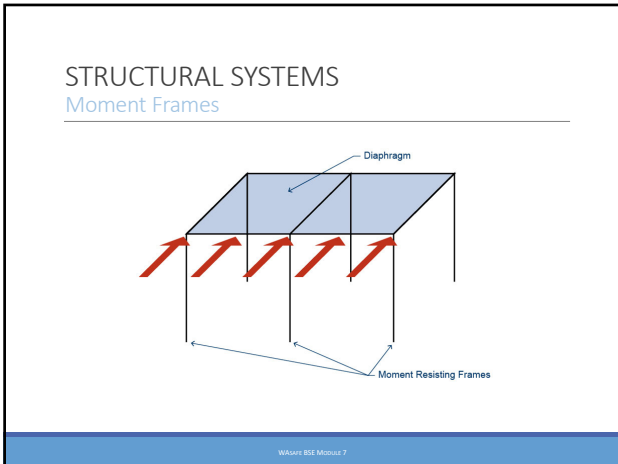 STRUCTURAL SYSTEMS
Moment Frames
Diaphragm
Moment Resisting Frames
WASAFE BSE MODULE 7